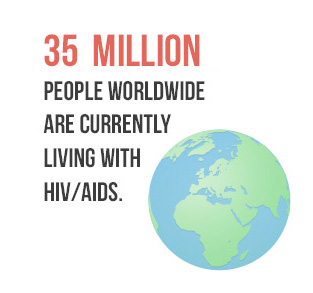 35 MILLION
PEOPLE WORLDWIDE
ARE CURRENTLY
LIVING WITH
HIV/AIDS.